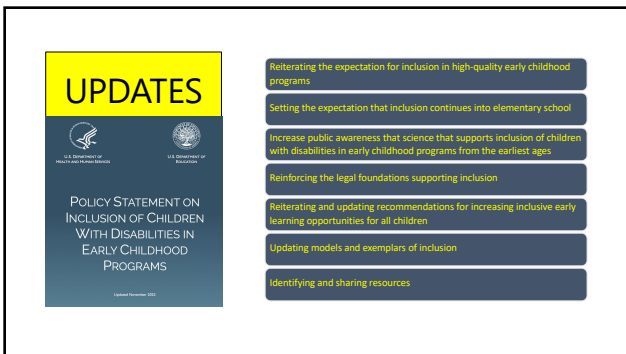 UPDATES
U.S. DEPARTMENT OF
HEALTH AND HUMAN SERVICES
U.S. DEPARTMENT OF
EDUCATION
POLICY STATEMENT ON
INCLUSION OF CHILDREN
WITH DISABILITIES IN
EARLY CHILDHOOD
PROGRAMS
Updated November
Reiterating the expectation for inclusion in high-quality early childhood
programs
Setting the expectation that inclusion continues into elementary school
Increase public awareness that science that supports inclusion of children
with disabilities in early childhood programs from the earliest ages
Reinforcing the legal foundations supporting inclusion
Reiterating and updating recommendations for increasing inclusive early
learning opportunities for all children
Updating models and exemplars of inclusion
Identifying and sharing resources